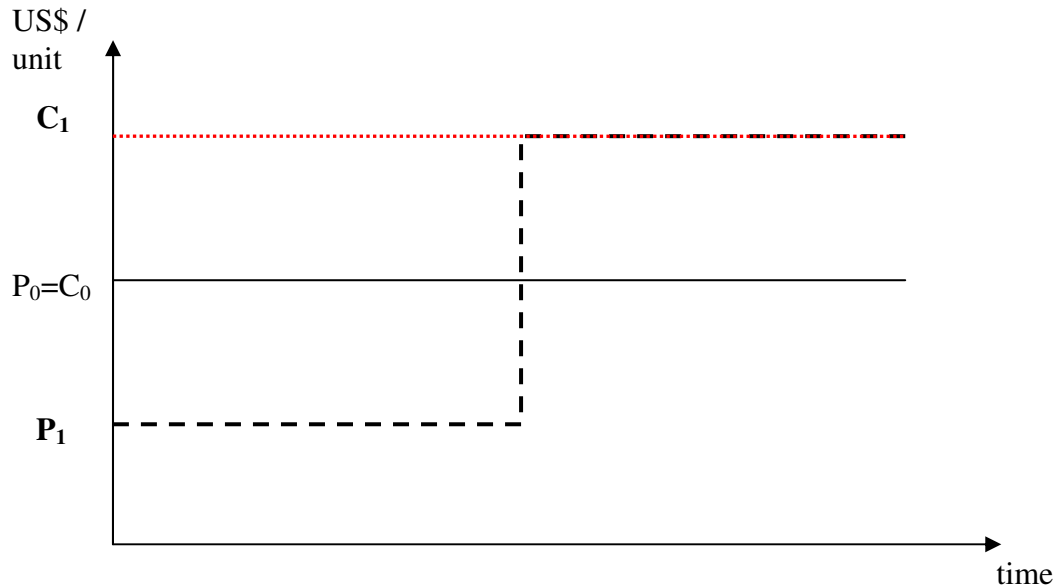 US$ /
unit
C₁
P₀=C₀
P₁
time